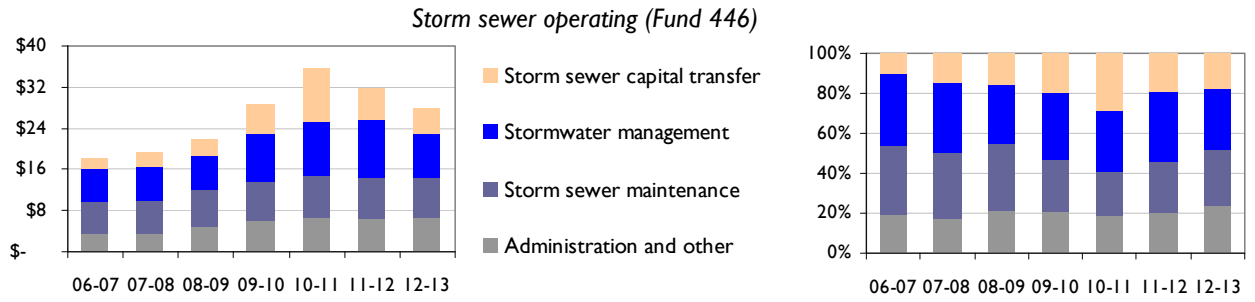 Storm sewer operating (Fund 446)
$40
$32
$24
$16
$8
$-
06-07 07-08 08-09 09-10 10-11 11-12 12-13
Storm sewer capital transfer
Stormwater management
Storm sewer maintenance
Administration and other
100%
80%
60%
40%
20%
0%
06-07 07-08 08-09 09-10 10-11 11-12 12-13